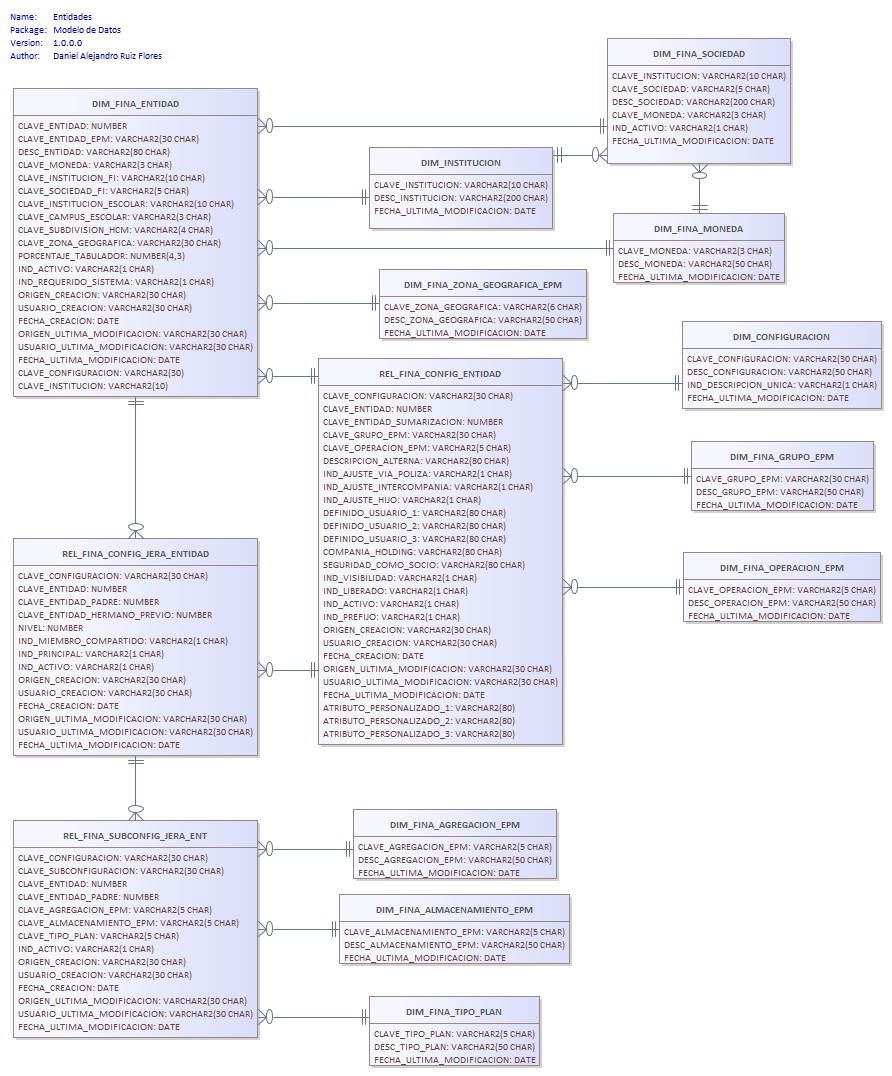 Name: Entidades
Package: Modelo de Datos
Version: 1.0.0.0
Author: Daniel Alejandro Ruiz Flores
DIM_FINA_ENTIDAD
CLAVE_ENTIDAD: NUMBER
CLAVE_ENTIDAD_EPM: VARCHAR2(30 CHAR)
DESC_ENTIDAD: VARCHAR2(80 CHAR)
CLAVE_MONEDA: VARCHAR2(3 CHAR)
CLAVE_INSTITUCION_FI: VARCHAR2(10 CHAR)
CLAVE_SOCIEDAD_FI: VARCHAR2(5 CHAR)
CLAVE_INSTITUCION_ESCOLAR: VARCHAR2(10 CHAR)
CLAVE_CAMPUS_ESCOLAR: VARCHAR2(3 CHAR)
CLAVE_SUBDIVISION_HCM: VARCHAR2(4 CHAR)
CLAVE_ZONA_GEOGRAFICA: VARCHAR2(30 CHAR)
PORCENTAJE_TABULADOR: NUMBER(4,3)
IND_ACTIVO: VARCHAR2(1 CHAR)
IND_REQUERIDO_SISTEMA: VARCHAR2(1 CHAR)
ORIGEN_CREACION: VARCHAR2(30 CHAR)
USUARIO_CREACION: VARCHAR2(30 CHAR)
FECHA_CREACION: DATE
ORIGEN_ULTIMA_MODIFICACION: VARCHAR2(30 CHAR)
USUARIO_ULTIMA_MODIFICACION: VARCHAR2(30 CHAR)
FECHA_ULTIMA_MODIFICACION: DATE
CLAVE_CONFIGURACION: VARCHAR2(30)
CLAVE_INSTITUCION: VARCHAR2(10)
DIM_FINA_SOCIEDAD
CLAVE_INSTITUCION: VARCHAR2(10 CHAR)
CLAVE_SOCIEDAD: VARCHAR2(5 CHAR)
DESC_SOCIEDAD: VARCHAR2(200 CHAR)
CLAVE_MONEDA: VARCHAR2(3 CHAR)
IND_ACTIVO: VARCHAR2(1 CHAR)
FECHA_ULTIMA_MODIFICACION: DATE
DIM_INSTITUCION
CLAVE_INSTITUCION: VARCHAR2(10 CHAR)
DESC_INSTITUCION: VARCHAR2(200 CHAR)
FECHA_ULTIMA_MODIFICACION: DATE
DIM_FINA_MONEDA
CLAVE_MONEDA: VARCHAR2(3 CHAR)
DESC_MONEDA: VARCHAR2(50 CHAR)
FECHA_ULTIMA_MODIFICACION: DATE
DIM_FINA_ZONA_GEOGRAFICA_EPM
CLAVE_ZONA_GEOGRAFICA: VARCHAR2(6 CHAR)
DESC_ZONA_GEOGRAFICA: VARCHAR2(50 CHAR)
FECHA_ULTIMA_MODIFICACION: DATE
DIM_CONFIGURACION
CLAVE_CONFIGURACION: VARCHAR2(30 CHAR)
DESC_CONFIGURACION: VARCHAR2(50 CHAR)
IND_DESCRIPCION_UNICA: VARCHAR2(1 CHAR)
FECHA_ULTIMA_MODIFICACION: DATE
REL_FINA_CONFIG_ENTIDAD
CLAVE_CONFIGURACION: VARCHAR2(30 CHAR)
CLAVE_ENTIDAD: NUMBER
CLAVE_ENTIDAD_SUMARIZACION: NUMBER
CLAVE_GRUPO_EPM: VARCHAR2(30 CHAR)
CLAVE_OPERACION_EPM: VARCHAR2(5 CHAR)
DESCRIPCION_ALTERNA: VARCHAR2(80 CHAR)
IND_AJUSTE_VIA_POLIZA: VARCHAR2(1 CHAR)
IND_AJUSTE_INTERCOMPANIA: VARCHAR2(1 CHAR)
IND_AJUSTE_HIJO: VARCHAR2(1 CHAR)
DEFINIDO_USUARIO_1: VARCHAR2(80 CHAR)
DEFINIDO_USUARIO_2: VARCHAR2(80 CHAR)
DEFINIDO_USUARIO_3: VARCHAR2(80 CHAR)
COMPANIA_HOLDING: VARCHAR2(80 CHAR)
SEGURIDAD_COMO_SOCIO: VARCHAR2(80 CHAR)
IND_VISIBILIDAD: VARCHAR2(1 CHAR)
IND_LIBERADO: VARCHAR2(1 CHAR)
IND_ACTIVO: VARCHAR2(1 CHAR)
IND_PREFIJO: VARCHAR2(1 CHAR)
ORIGEN_CREACION: VARCHAR2(30 CHAR)
USUARIO_CREACION: VARCHAR2(30 CHAR)
FECHA_CREACION: DATE
ORIGEN_ULTIMA_MODIFICACION: VARCHAR2(30 CHAR)
USUARIO_ULTIMA_MODIFICACION: VARCHAR2(30 CHAR)
FECHA_ULTIMA_MODIFICACION: DATE
ATRIBUTO_PERSONALIZADO_1: VARCHAR2(80)
ATRIBUTO_PERSONALIZADO_2: VARCHAR2(80)
ATRIBUTO_PERSONALIZADO_3: VARCHAR2(80)
DIM_FINA_GRUPO_EPM
CLAVE_GRUPO_EPM: VARCHAR2(30 CHAR)
DESC_GRUPO_EPM: VARCHAR2(50 CHAR)
FECHA_ULTIMA_MODIFICACION: DATE
DIM_FINA_OPERACION_EPM
CLAVE_OPERACION_EPM: VARCHAR2(5 CHAR)
DESC_OPERACION_EPM: VARCHAR2(50 CHAR)
FECHA_ULTIMA_MODIFICACION: DATE
REL_FINA_CONFIG_JERA_ENTIDAD
CLAVE_CONFIGURACION: VARCHAR2(30 CHAR)
CLAVE_ENTIDAD: NUMBER
CLAVE_ENTIDAD_PADRE: NUMBER
CLAVE_ENTIDAD_HERMANO_PREVIO: NUMBER
NIVEL: NUMBER
IND_MIEMBRO_COMPARTIDO: VARCHAR2(1 CHAR)
IND_PRINCIPAL: VARCHAR2(1 CHAR)
IND_ACTIVO: VARCHAR2(1 CHAR)
ORIGEN_CREACION: VARCHAR2(30 CHAR)
USUARIO_CREACION: VARCHAR2(30 CHAR)
FECHA_CREACION: DATE
ORIGEN_ULTIMA_MODIFICACION: VARCHAR2(30 CHAR)
USUARIO_ULTIMA_MODIFICACION: VARCHAR2(30 CHAR)
FECHA_ULTIMA_MODIFICACION: DATE
REL_FINA_SUBCONFIG_JERA_ENT
CLAVE_CONFIGURACION: VARCHAR2(30 CHAR)
CLAVE_SUBCONFIGURACION: VARCHAR2(30 CHAR)
CLAVE_ENTIDAD: NUMBER
CLAVE_ENTIDAD_PADRE: NUMBER
CLAVE_AGREGACION_EPM: VARCHAR2(5 CHAR)
CLAVE_ALMACENAMIENTO_EPM: VARCHAR2(5 CHAR)
CLAVE_TIPO_PLAN: VARCHAR2(5 CHAR)
IND_ACTIVO: VARCHAR2(1 CHAR)
ORIGEN_CREACION: VARCHAR2(30 CHAR)
USUARIO_CREACION: VARCHAR2(30 CHAR)
FECHA_CREACION: DATE
ORIGEN_ULTIMA_MODIFICACION: VARCHAR2(30 CHAR)
USUARIO_ULTIMA_MODIFICACION: VARCHAR2(30 CHAR)
FECHA_ULTIMA_MODIFICACION: DATE
DIM_FINA_AGREGACION_EPM
CLAVE_AGREGACION_EPM: VARCHAR2(5 CHAR)
DESC_AGREGACION_EPM: VARCHAR2(50 CHAR)
FECHA_ULTIMA_MODIFICACION: DATE
DIM_FINA_ALMACENAMIENTO_EPM
CLAVE_ALMACENAMIENTO_EPM: VARCHAR2(5 CHAR)
DESC_ALMACENAMIENTO_EPM: VARCHAR2(50 CHAR)
FECHA_ULTIMA_MODIFICACION: DATE
DIM_FINA_TIPO_PLAN
CLAVE_TIPO_PLAN: VARCHAR2(5 CHAR)
DESC_TIPO_PLAN: VARCHAR2(50 CHAR)
FECHA_ULTIMA_MODIFICACION: DATE